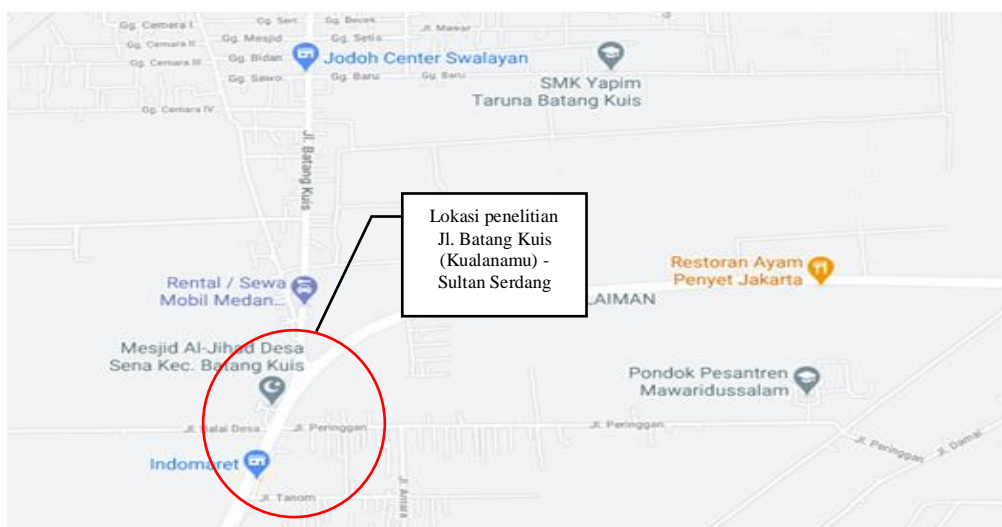 Gg. Seri
Gg. Becek
Gg. Cemara I
Gg. Mesjid
Gg. Setia
Jl. Mawar
Gg. Cemara II
Gg. Cemara III
Gg. Bidan
Jodoh Center Swalayan
Gg. Sawo
Gg. Baru
Gg. Baru
SMK Yapim
Taruna Batang Kuis
Gg. Cemara IV
Jl. Batang Kuis
Lokasi penelitian
Jl. Batang Kuis
(Kualanamu) -
Sultan Serdang
Restoran Ayam
Penyet Jakarta
Rental / Sewa
Mobil Medan...
LAIMAN
Mesjid Al-Jihad Desa
Sena Kec. Batang Kuis
Pondok Pesantren
Mawaridussalam
Jl. Balai Desa
Jl. Peringgan
Jl. Peringgan
Jl. Peringgan
Jl. Damai
Indomaret
Jl. Tanom
Jl. Antara